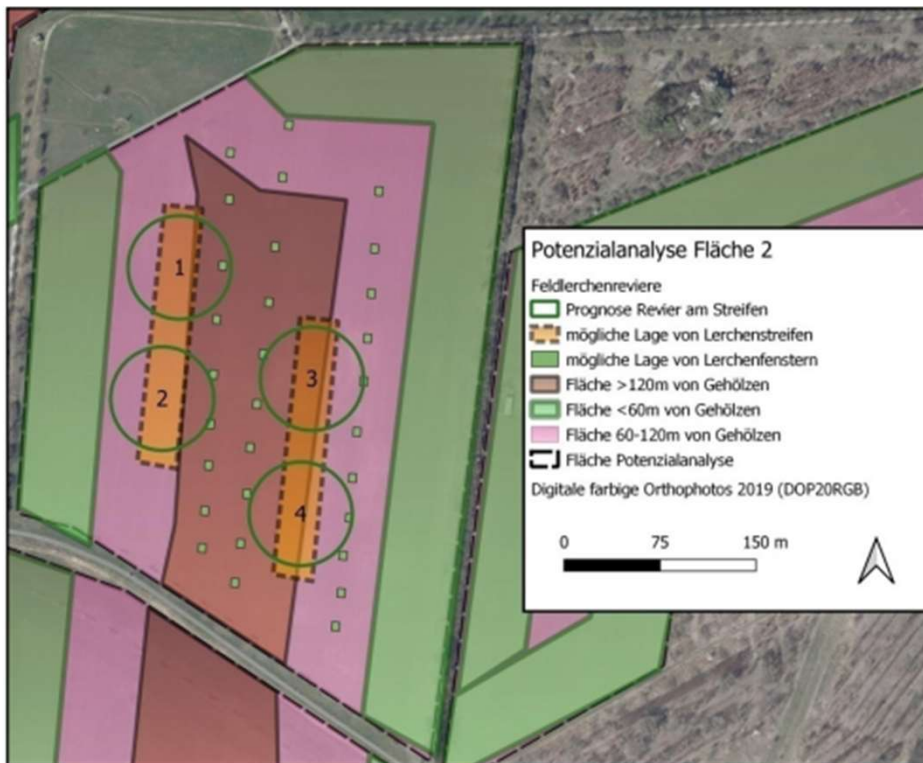 Potenzialanalyse Fläche 2
Feldlerchenreviere
Prognose Revier am Streifen
mögliche Lage von Lerchenstreifen
mögliche Lage von Lerchenfenstern
Fläche >120m von Gehölzen
Fläche <60m von Gehölzen
Fläche 60-120m von Gehölzen
Fläche Potenzialanalyse
Digitale farbige Orthophotos 2019 (DOP20RGB)
0 75 150 m
1
2
3
4